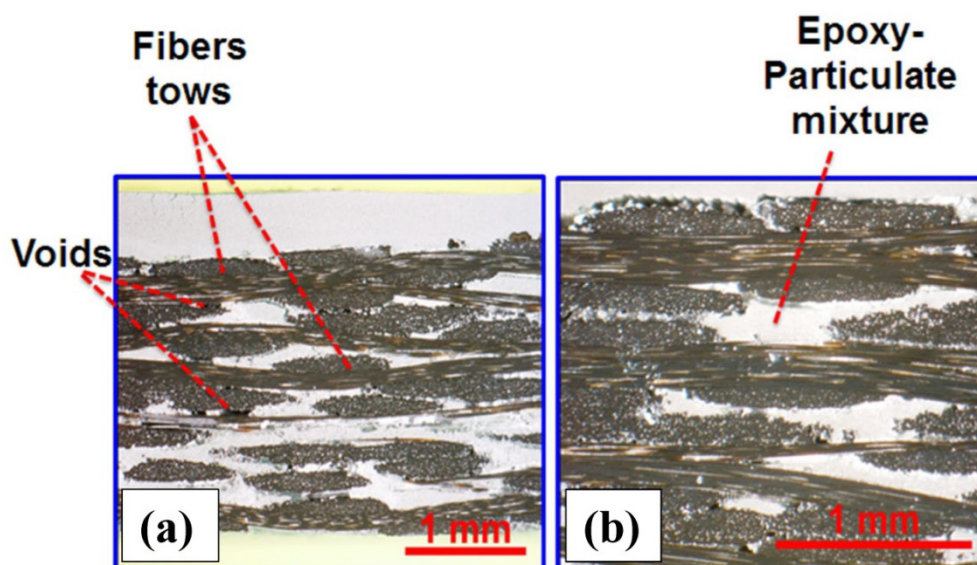 Fibers
tows
Voids
Epoxy-
Particulate
mixture
(a)
1 mm
(b)
1 mm